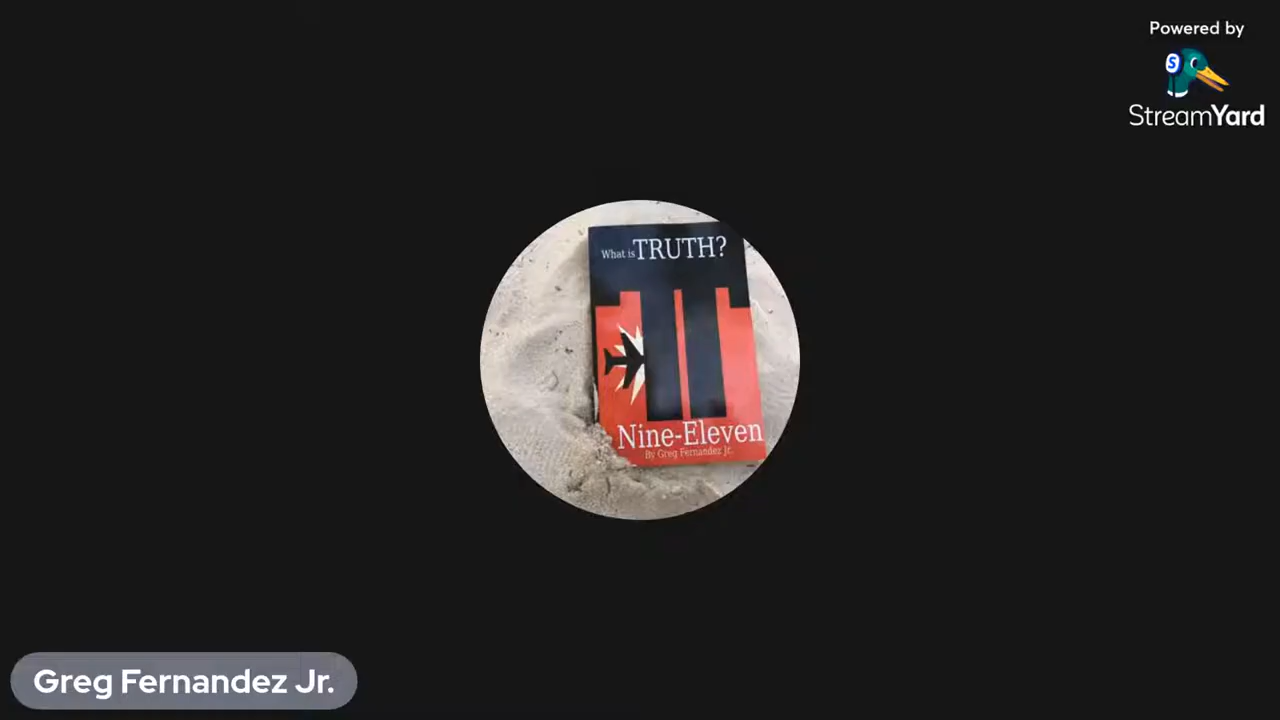 Powered by
S
StreamYard
What is TRUTH?
Nine-Eleven
By Greg Fernandez Jr.
Greg Fernandez Jr.